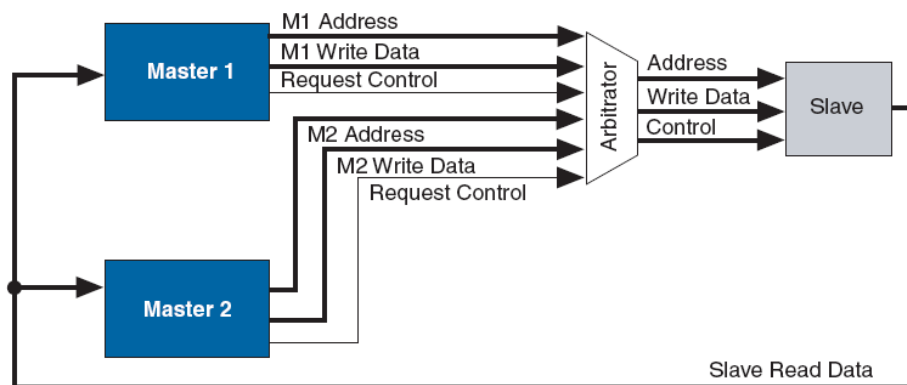 M1 Address
M1 Write Data
Request Control
Master 1
Arbitrator
Address
Write Data
Control
Slave
M2 Address
M2 Write Data
Request Control
Master 2
Slave Read Data